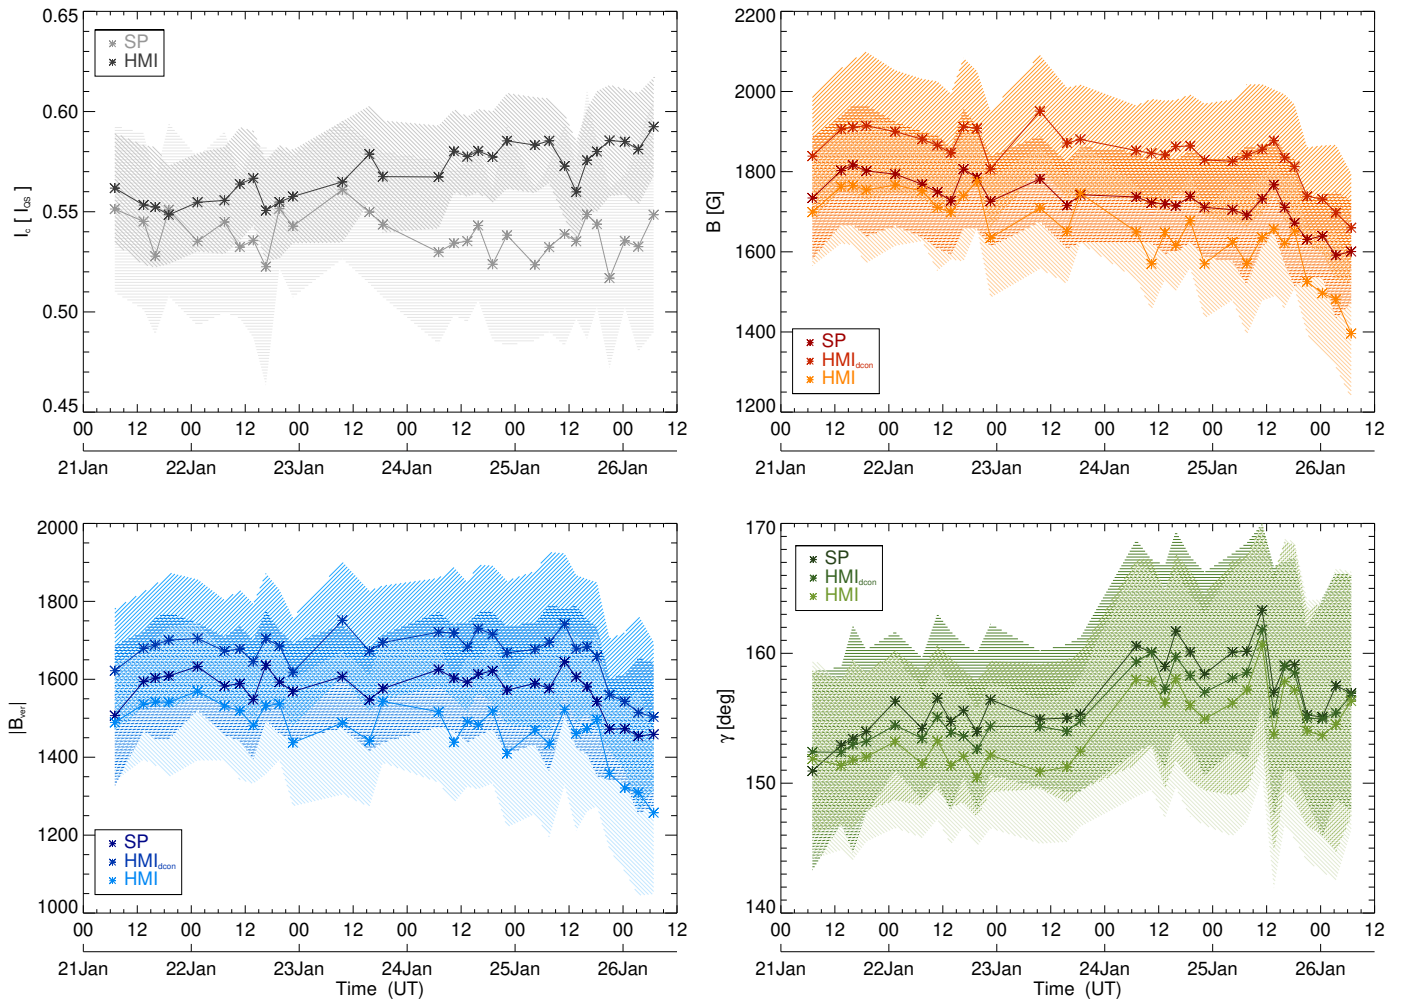 0.65
0.60
0.55
0.50
0.45
I_c [ I_QS ]
SP
HMI
00 12 00 12 00 12 00 12 00 12 00 12
21Jan 22Jan 23Jan 24Jan 25Jan 26Jan
2200
2000
1800
1600
1400
1200
B [G]
SP
HMI_dcon
HMI
00 12 00 12 00 12 00 12 00 12 00 12
21Jan 22Jan 23Jan 24Jan 25Jan 26Jan
2000
1800
1600
1400
1200
1000
|B_ver|
SP
HMI_dcon
HMI
00 12 00 12 00 12 00 12 00 12 00 12
21Jan 22Jan 23Jan 24Jan 25Jan 26Jan
Time (UT)
170
160
150
140
γ [deg]
SP
HMI_dcon
HMI
00 12 00 12 00 12 00 12 00 12 00 12
21Jan 22Jan 23Jan 24Jan 25Jan 26Jan
Time (UT)